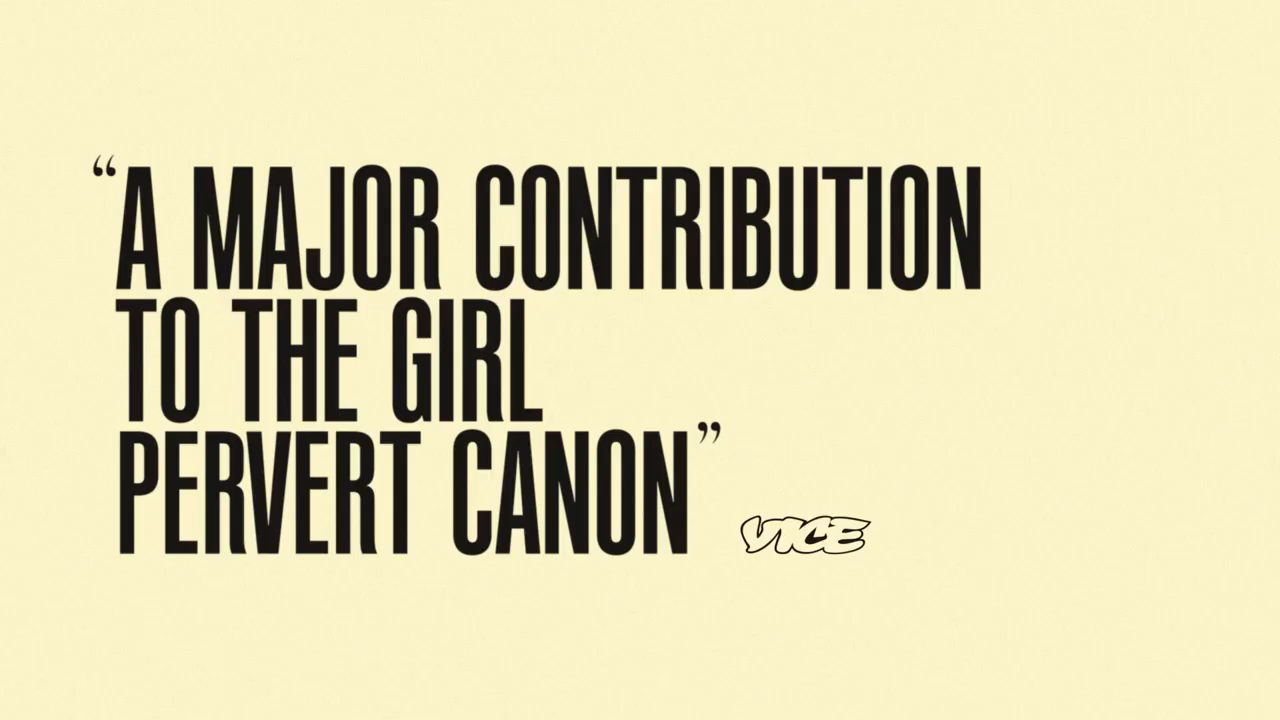 “A MAJOR CONTRIBUTION
TO THE GIRL
PERVERT CANON”
VICE